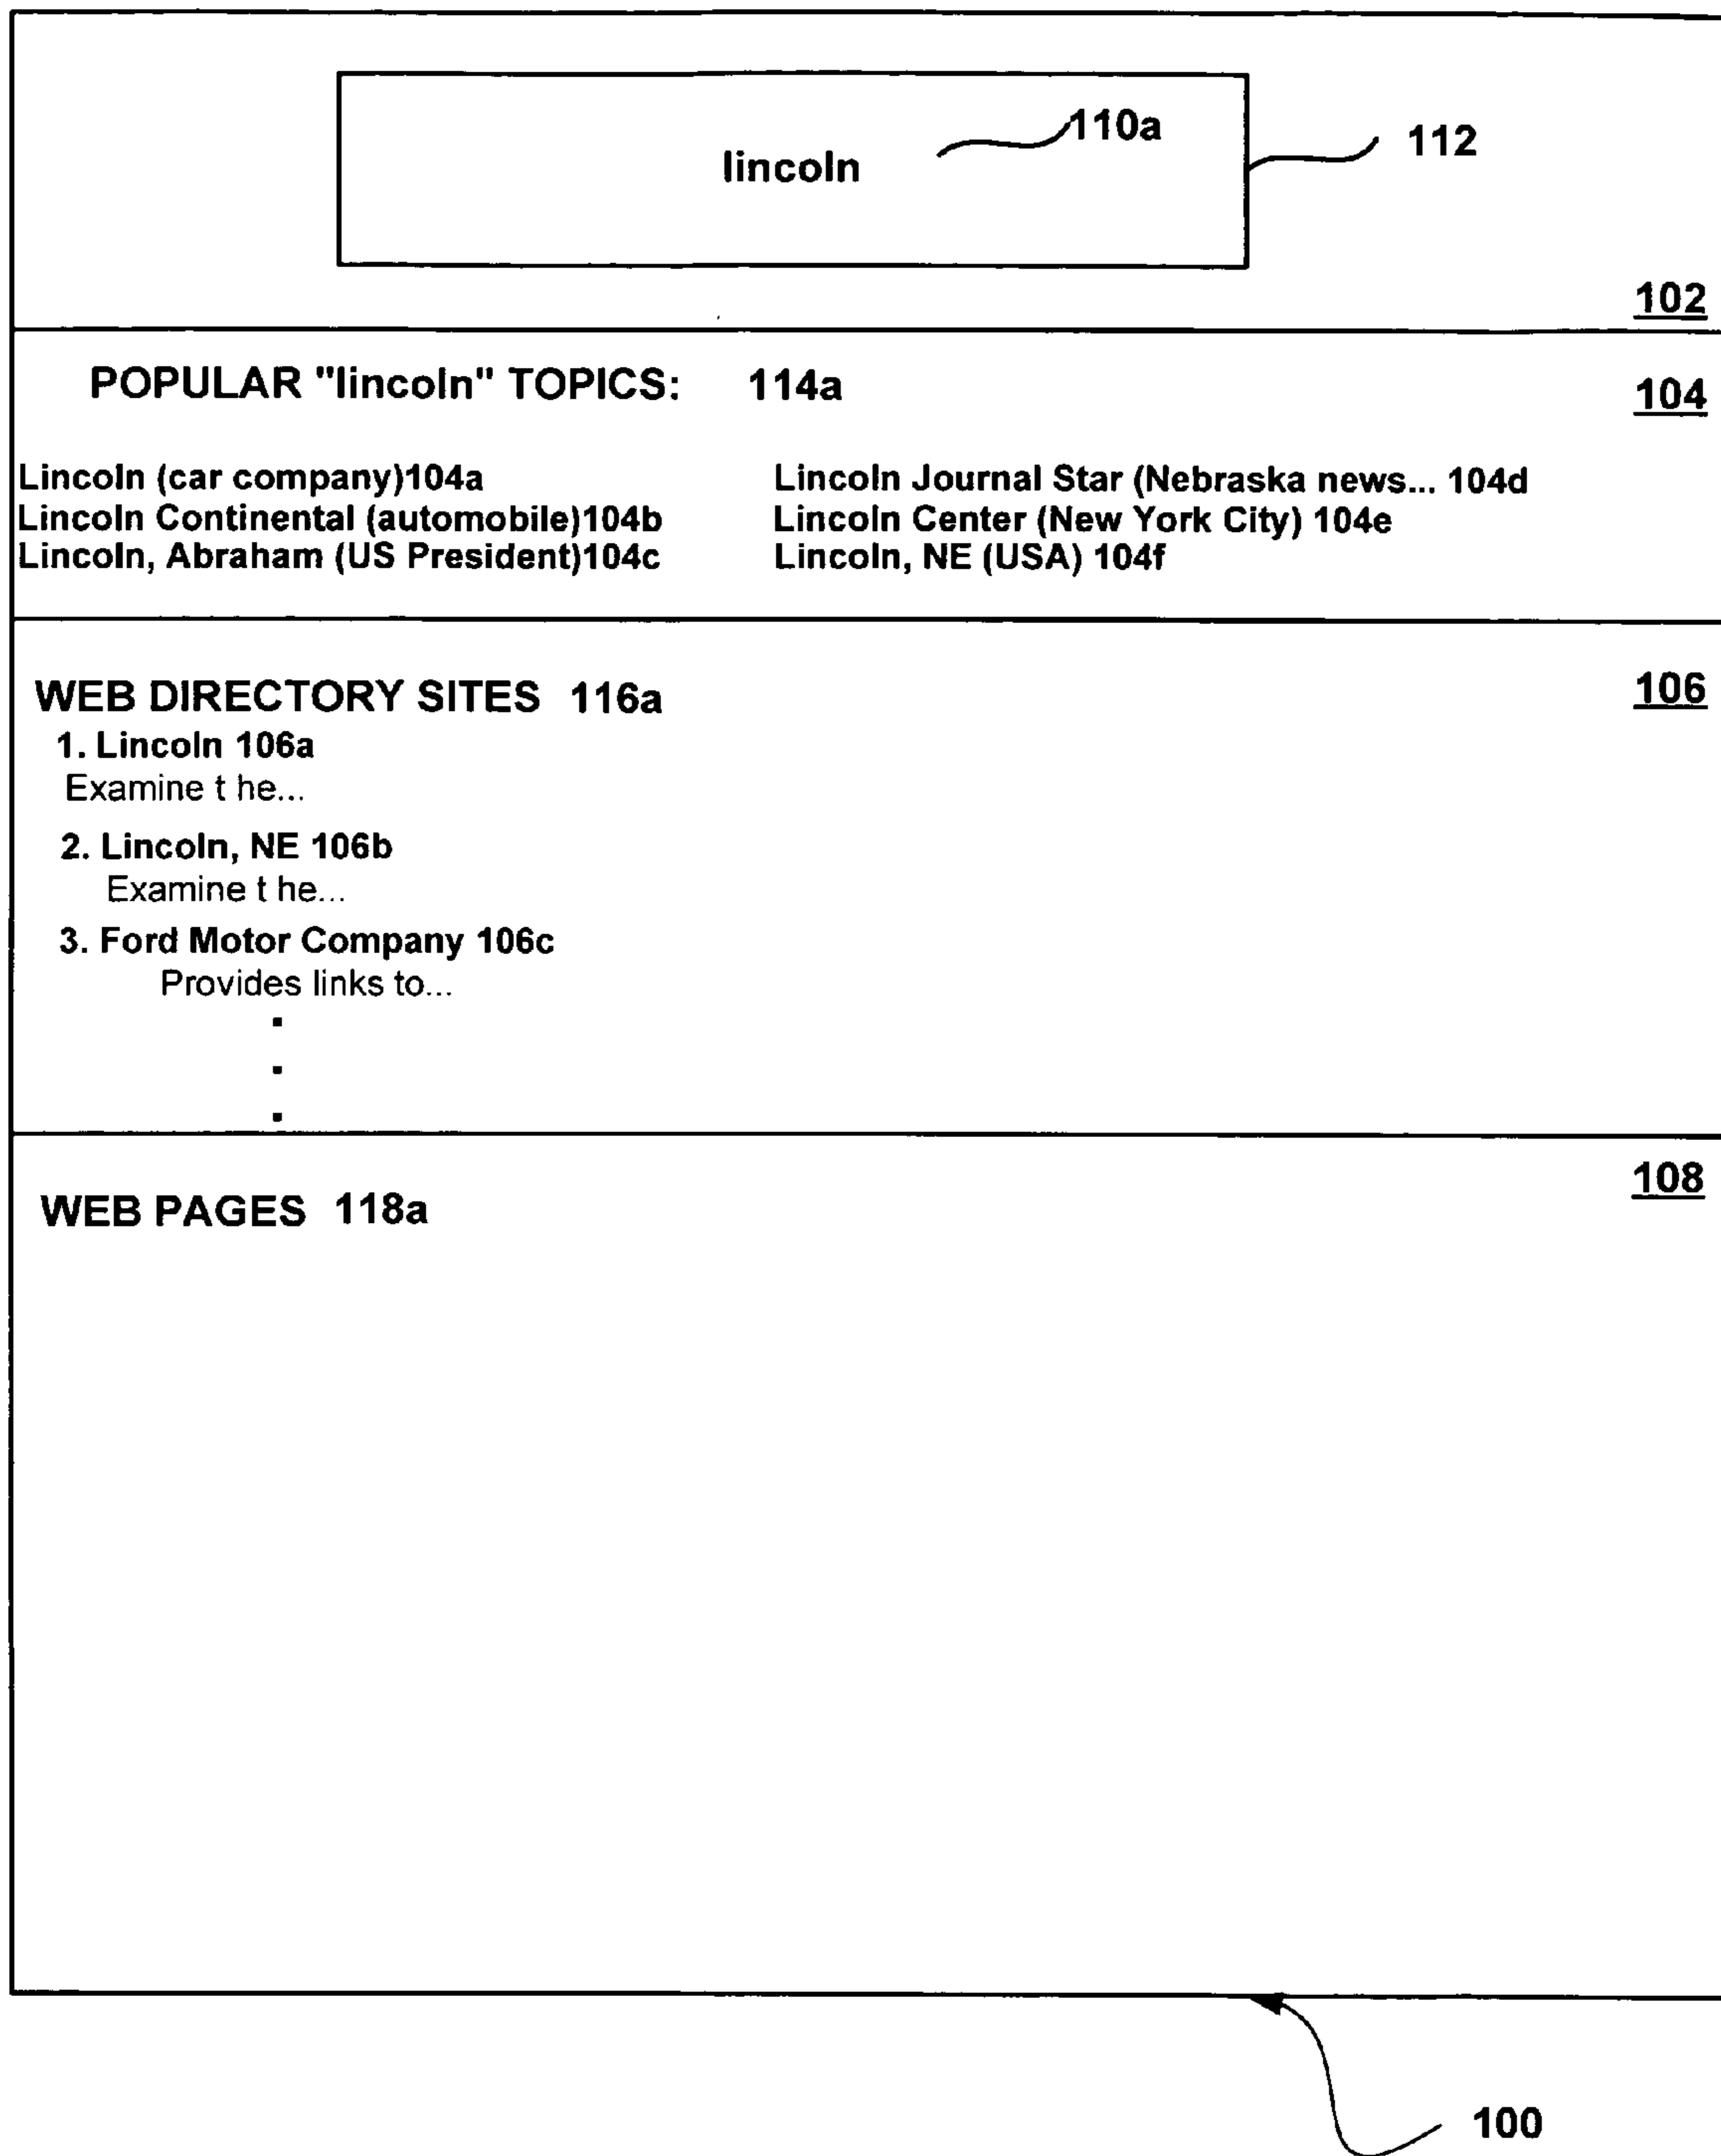 110a
lincoln
112
102
POPULAR "lincoln" TOPICS: 114a
104
Lincoln (car company)104a
Lincoln Continental (automobile)104b
Lincoln, Abraham (US President)104c
Lincoln Journal Star (Nebraska news... 104d
Lincoln Center (New York City) 104e
Lincoln, NE (USA) 104f
WEB DIRECTORY SITES 116a
106
1. Lincoln 106a
Examine t he...
2. Lincoln, NE 106b
Examine t he...
3. Ford Motor Company 106c
Provides links to...
WEB PAGES 118a
108
100